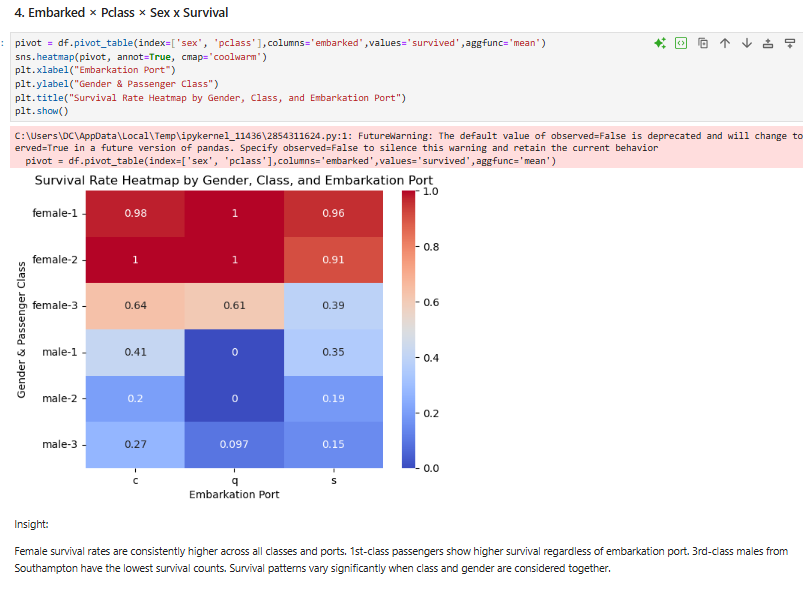 4. Embarked × Pclass × Sex x Survival
:
pivot = df.pivot_table(index=['sex', 'pclass'],columns='embarked',values='survived',aggfunc='mean')
sns.heatmap(pivot, annot=True, cmap='coolwarm')
plt.xlabel("Embarkation Port")
plt.ylabel("Gender & Passenger Class")
plt.title("Survival Rate Heatmap by Gender, Class, and Embarkation Port")
plt.show()
C:\Users\DC\AppData\Local\Temp\ipykernel_11436\2854311624.py:1: FutureWarning: The default value of observed=False is deprecated and will change to
erved=True in a future version of pandas. Specify observed=False to silence this warning and retain the current behavior
pivot = df.pivot_table(index=['sex', 'pclass'],columns='embarked',values='survived',aggfunc='mean')
Survival Rate Heatmap by Gender, Class, and Embarkation Port
Gender & Passenger Class
female-1 0.98 1 0.96
female-2 1 1 0.91
female-3 0.64 0.61 0.39
male-1 0.41 0 0.35
male-2 0.2 0 0.19
male-3 0.27 0.097 0.15
c q s
Embarkation Port
1.0
0.8
0.6
0.4
0.2
0.0
Insight:
Female survival rates are consistently higher across all classes and ports. 1st-class passengers show higher survival regardless of embarkation port. 3rd-class males from
Southampton have the lowest survival counts. Survival patterns vary significantly when class and gender are considered together.